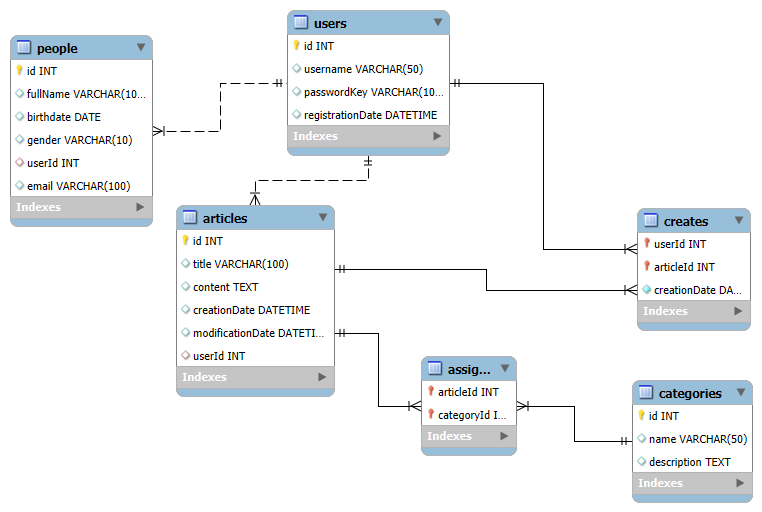 people
id INT
fullName VARCHAR(10...
birthdate DATE
gender VARCHAR(10)
userId INT
email VARCHAR(100)
Indexes
users
id INT
username VARCHAR(50)
passwordKey VARCHAR(10...
registrationDate DATETIME
Indexes
articles
id INT
title VARCHAR(100)
content TEXT
creationDate DATETIME
modificationDate DATETI...
userId INT
Indexes
creates
userId INT
articleId INT
creationDate DA...
Indexes
assig...
articleId INT
categoryId I...
Indexes
categories
id INT
name VARCHAR(50)
description TEXT
Indexes